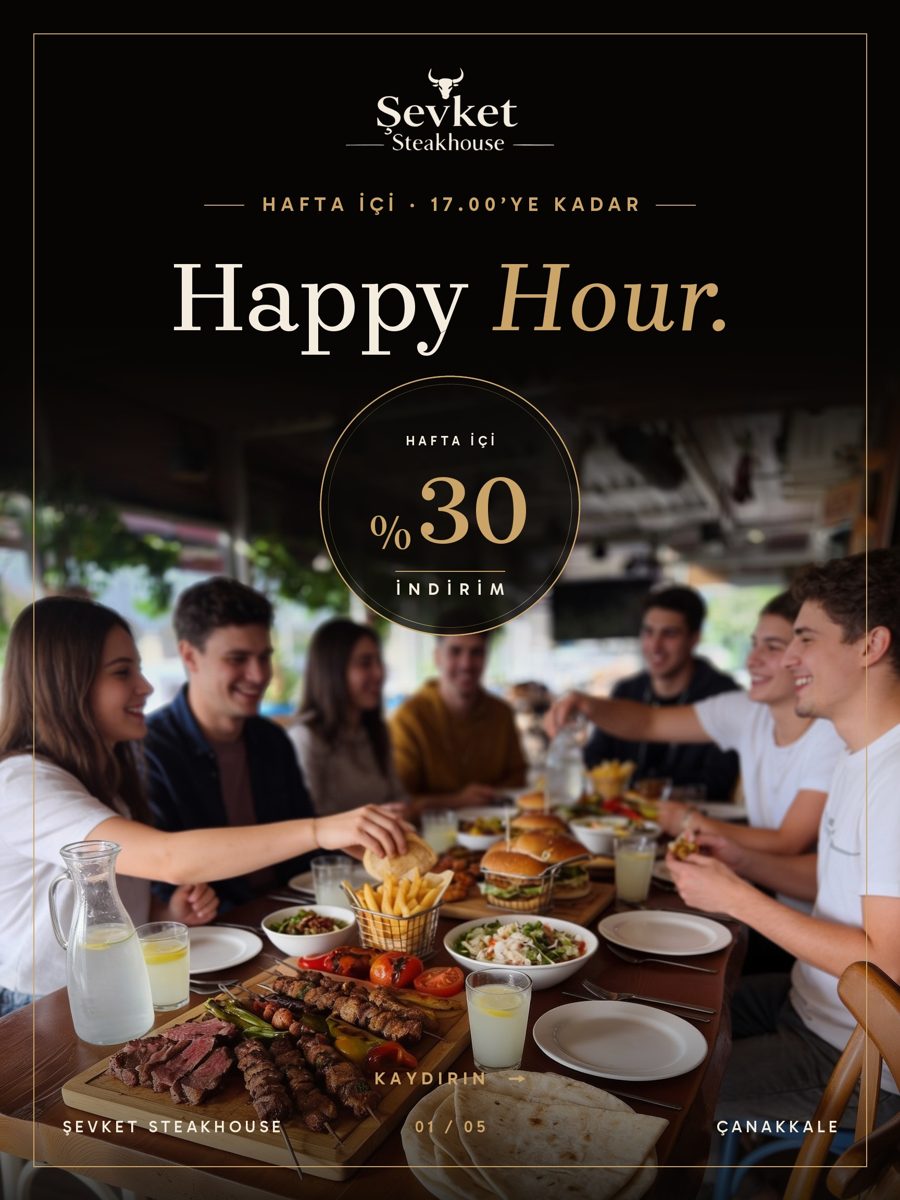 Şevket
Steakhouse
HAFTA İÇİ · 17.00’YE KADAR
Happy Hour.
HAFTA İÇİ
%30
İNDİRİM
KAYDIRIN →
ŞEVKET STEAKHOUSE 01 / 05 ÇANAKKALE